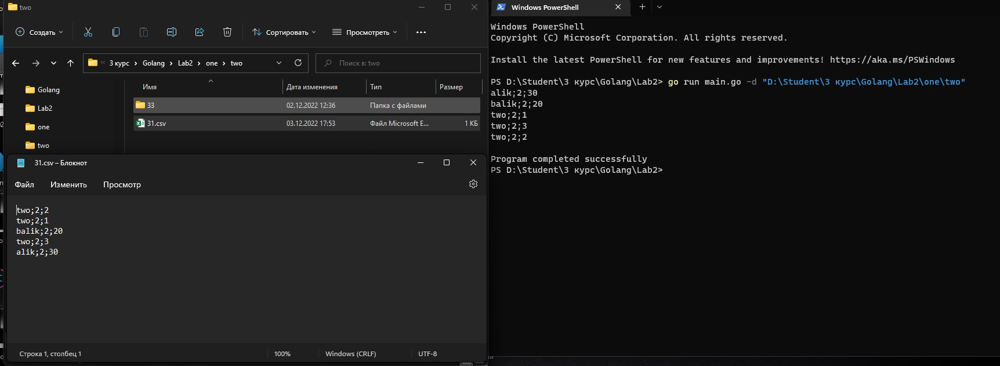 two
Создать
Сортировать
Просмотреть
•••
« 3 курс > Golang > Lab2 > one > two
Поиск в: two
Golang
Lab2
one
two
Имя
Дата изменения
Тип
Размер
33
02.12.2022 12:36
Папка с файлами
31.csv
03.12.2022 17:53
Файл Microsoft E...
1 КБ
31.csv – Блокнот
Файл
Изменить
Просмотр
two;2;2
two;2;1
balik;2;20
two;2;3
alik;2;30
Строка 1, столбец 1
100%
Windows (CRLF)
UTF-8
Windows PowerShell
Windows PowerShell
Copyright (C) Microsoft Corporation. All rights reserved.
Install the latest PowerShell for new features and improvements! https://aka.ms/PSWindows
PS D:\Student\3 курс\Golang\Lab2> go run main.go -d "D:\Student\3 курс\Golang\Lab2\one\two"
alik;2;30
balik;2;20
two;2;1
two;2;3
two;2;2
Program completed successfully
PS D:\Student\3 курс\Golang\Lab2>